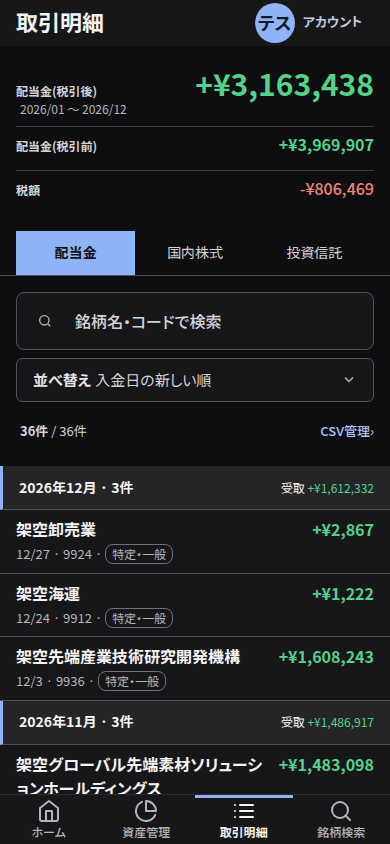 取引明細
テス アカウント
配当金(税引後) +¥3,163,438
2026/01 〜 2026/12
配当金(税引前) +¥3,969,907
税額 -¥806,469
配当金 国内株式 投資信託
銘柄名・コードで検索
並べ替え 入金日の新しい順
36件 / 36件 CSV管理›
2026年12月・3件 受取 +¥1,612,332
架空卸売業 +¥2,867
12/27・9924・特定・一般
架空海運 +¥1,222
12/24・9912・特定・一般
架空先端産業技術研究開発機構 +¥1,608,243
12/3・9936・特定・一般
2026年11月・3件 受取 +¥1,486,917
架空グローバル先端素材ソリューシ +¥1,483,098
ョンホールディングス
ホーム 資産管理 取引明細 銘柄検索